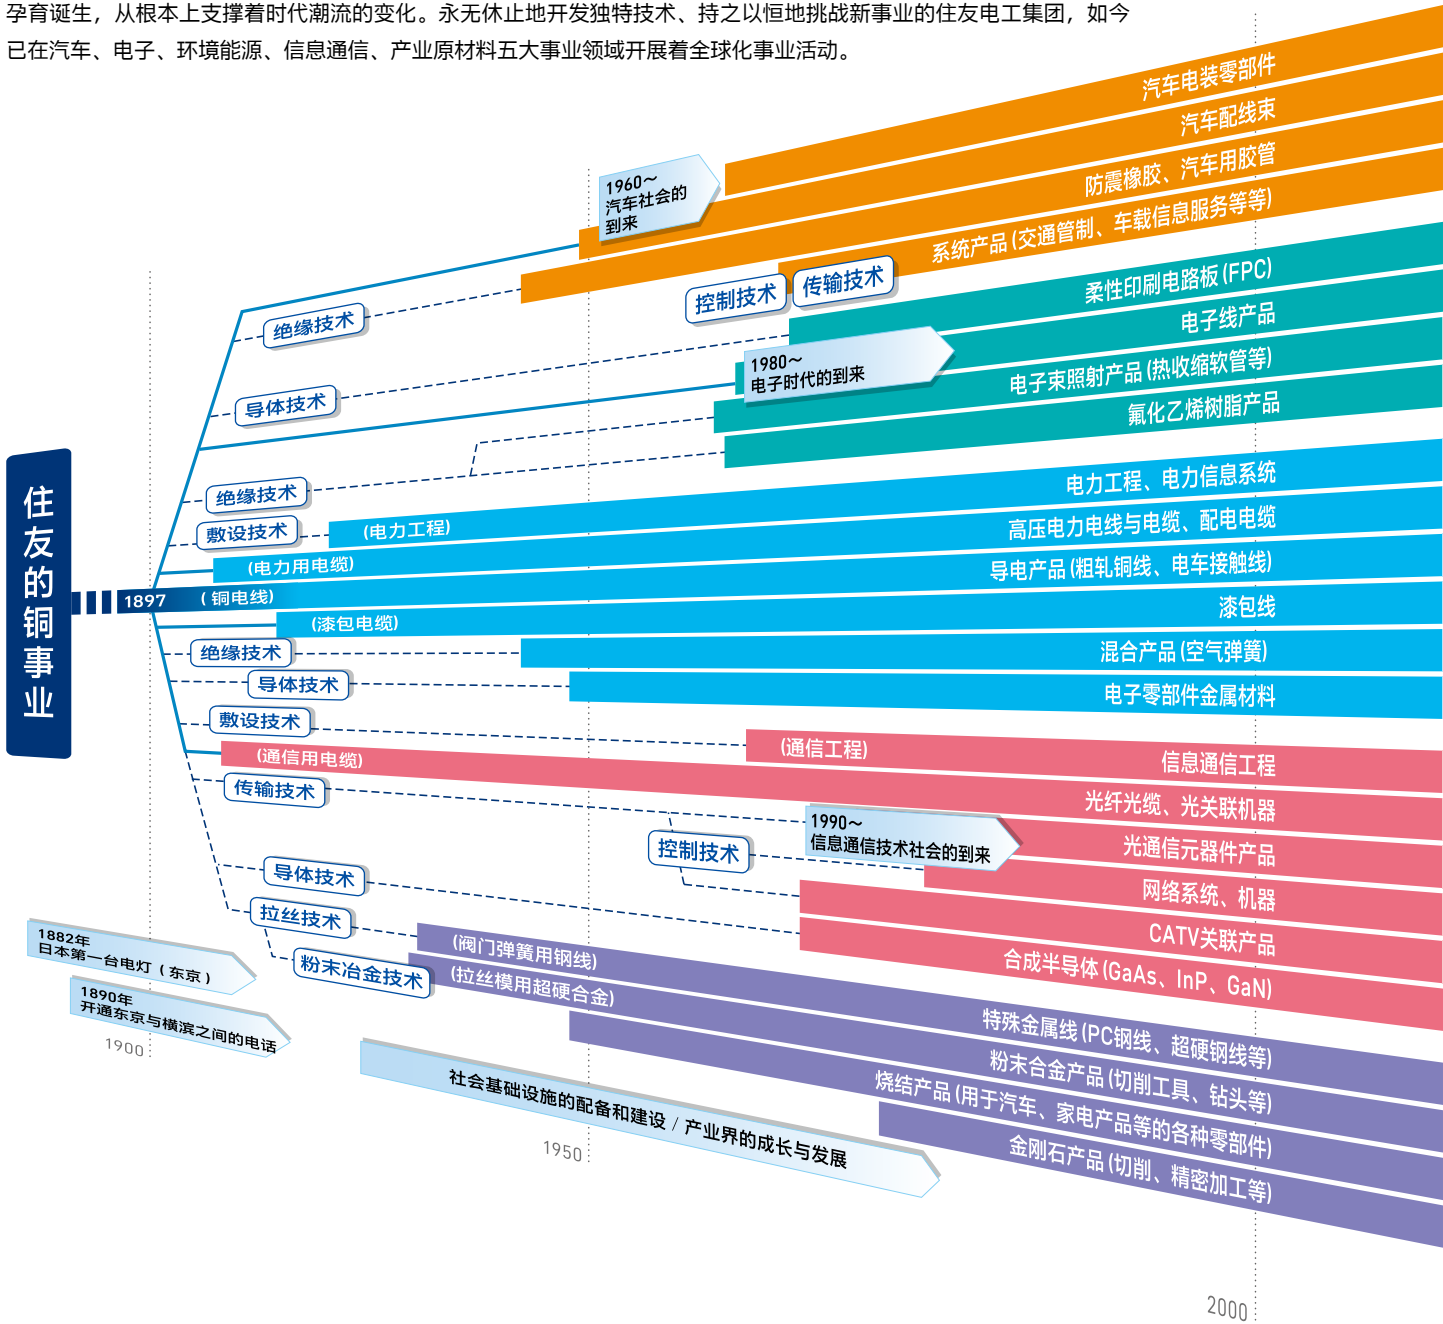 孕育诞生，从根本上支撑着时代潮流的变化。永无休止地开发独特技术、持之以恒地挑战新事业的住友电工集团，如今
已在汽车、电子、环境能源、信息通信、产业原材料五大事业领域开展着全球化事业活动。
汽车电装零部件
汽车配线束
防震橡胶、汽车用胶管
系统产品(交通管制、车载信息服务等等)
1960～
汽车社会的
到来
控制技术
传输技术
绝缘技术
柔性印刷电路板(FPC)
电子线产品
电子束照射产品(热收缩软管等)
氟化乙烯树脂产品
1980～
电子时代的到来
导体技术
绝缘技术
敷设技术
(电力工程)
电力工程、电力信息系统
(电力用电缆)
高压电力电线与电缆、配电电缆
住友的铜事业
1897
(铜电线)
导电产品(粗轧铜线、电车接触线)
(漆包电缆)
漆包线
绝缘技术
混合产品(空气弹簧)
导体技术
电子零部件金属材料
敷设技术
(通信工程)
信息通信工程
(通信用电缆)
光纤光缆、光关联机器
传输技术
1990～
信息通信技术社会的到来
光通信元器件产品
控制技术
网络系统、机器
导体技术
CATV关联产品
拉丝技术
合成半导体(GaAs、InP、GaN)
粉末冶金技术
(阀门弹簧用钢线)
特殊金属线(PC钢线、超硬钢线等)
(拉丝模用超硬合金)
粉末合金产品(切削工具、钻头等)
烧结产品(用于汽车、家电产品等的各种零部件)
金刚石产品(切削、精密加工等)
1882年
日本第一台电灯(东京)
1890年
开通东京与横滨之间的电话
社会基础设施的配备和建设/产业界的成长与发展
1900
1950
2000